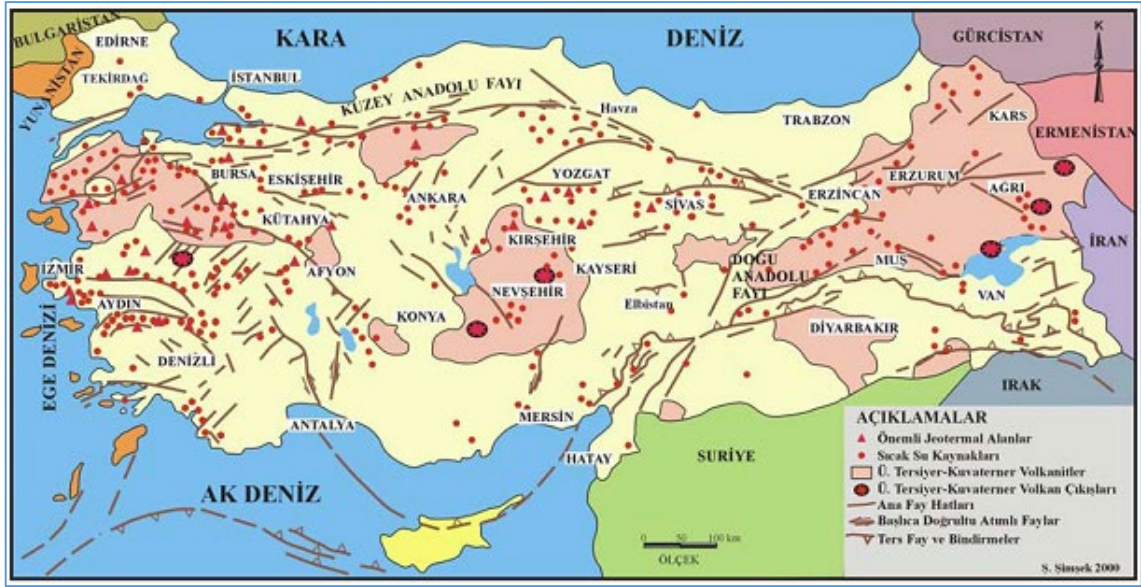 BULGARİSTAN
EDİRNE
KARA
DENİZ
GÜRCİSTAN
K
TEKİRDAĞ
İSTANBUL
YUNANİSTAN
KUZEY ANADOLU FAYI
Havza
TRABZON
KARS
ERMENİSTAN
BURSA
ESKİŞEHİR
ANKARA
YOZGAT
ERZİNCAN
ERZURUM
AĞRI
KÜTAHYA
SİVAS
KIRŞEHİR
İRAN
İZMİR
AFYON
KAYSERİ
DOĞU
ANADOLU
FAYI
MUŞ
AYDIN
NEVŞEHİR
Elbistan
VAN
KONYA
DİYARBAKIR
EGE DENİZİ
DENİZLİ
IRAK
ANTALYA
MERSİN
HATAY
SURİYE
AK DENİZ
AÇIKLAMALAR
Önemli Jeotermal Alanlar
Sıcak Su Kaynakları
Ü. Tersiyer-Kuvaterner Volkanitler
Ü. Tersiyer-Kuvaterner Volkan Çıkışları
Ana Fay Hatları
Başlıca Doğrultu Atımlı Faylar
Ters Fay ve Bindirmeler
0 50 100 km
ÖLÇEK
Ş. Şimşek 2000